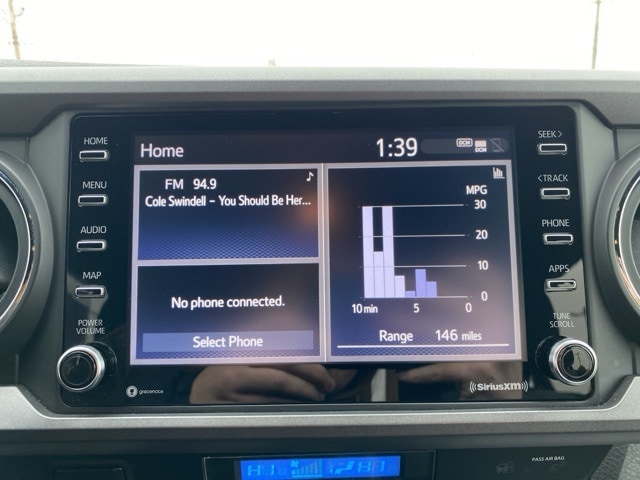 HOME
MENU
AUDIO
MAP
POWER
VOLUME
Home
1:39
DCM
DCM
FM 94.9
Cole Swindell – You Should Be Her...
No phone connected.
Select Phone
MPG
30
20
10
0
10 min 5 0
Range 146 miles
SEEK >
< TRACK
PHONE
APPS
TUNE
SCROLL
gracenote
((SiriusXM))
PASS AIR BAG